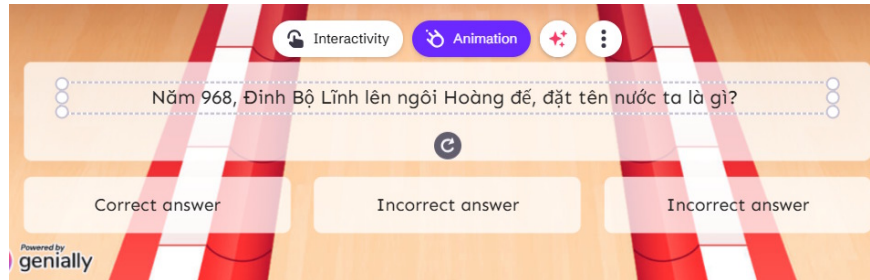 Interactivity Animation
Năm 968, Đinh Bộ Lĩnh lên ngôi Hoàng đế, đặt tên nước ta là gì?
Correct answer Incorrect answer Incorrect answer
Powered by
genially